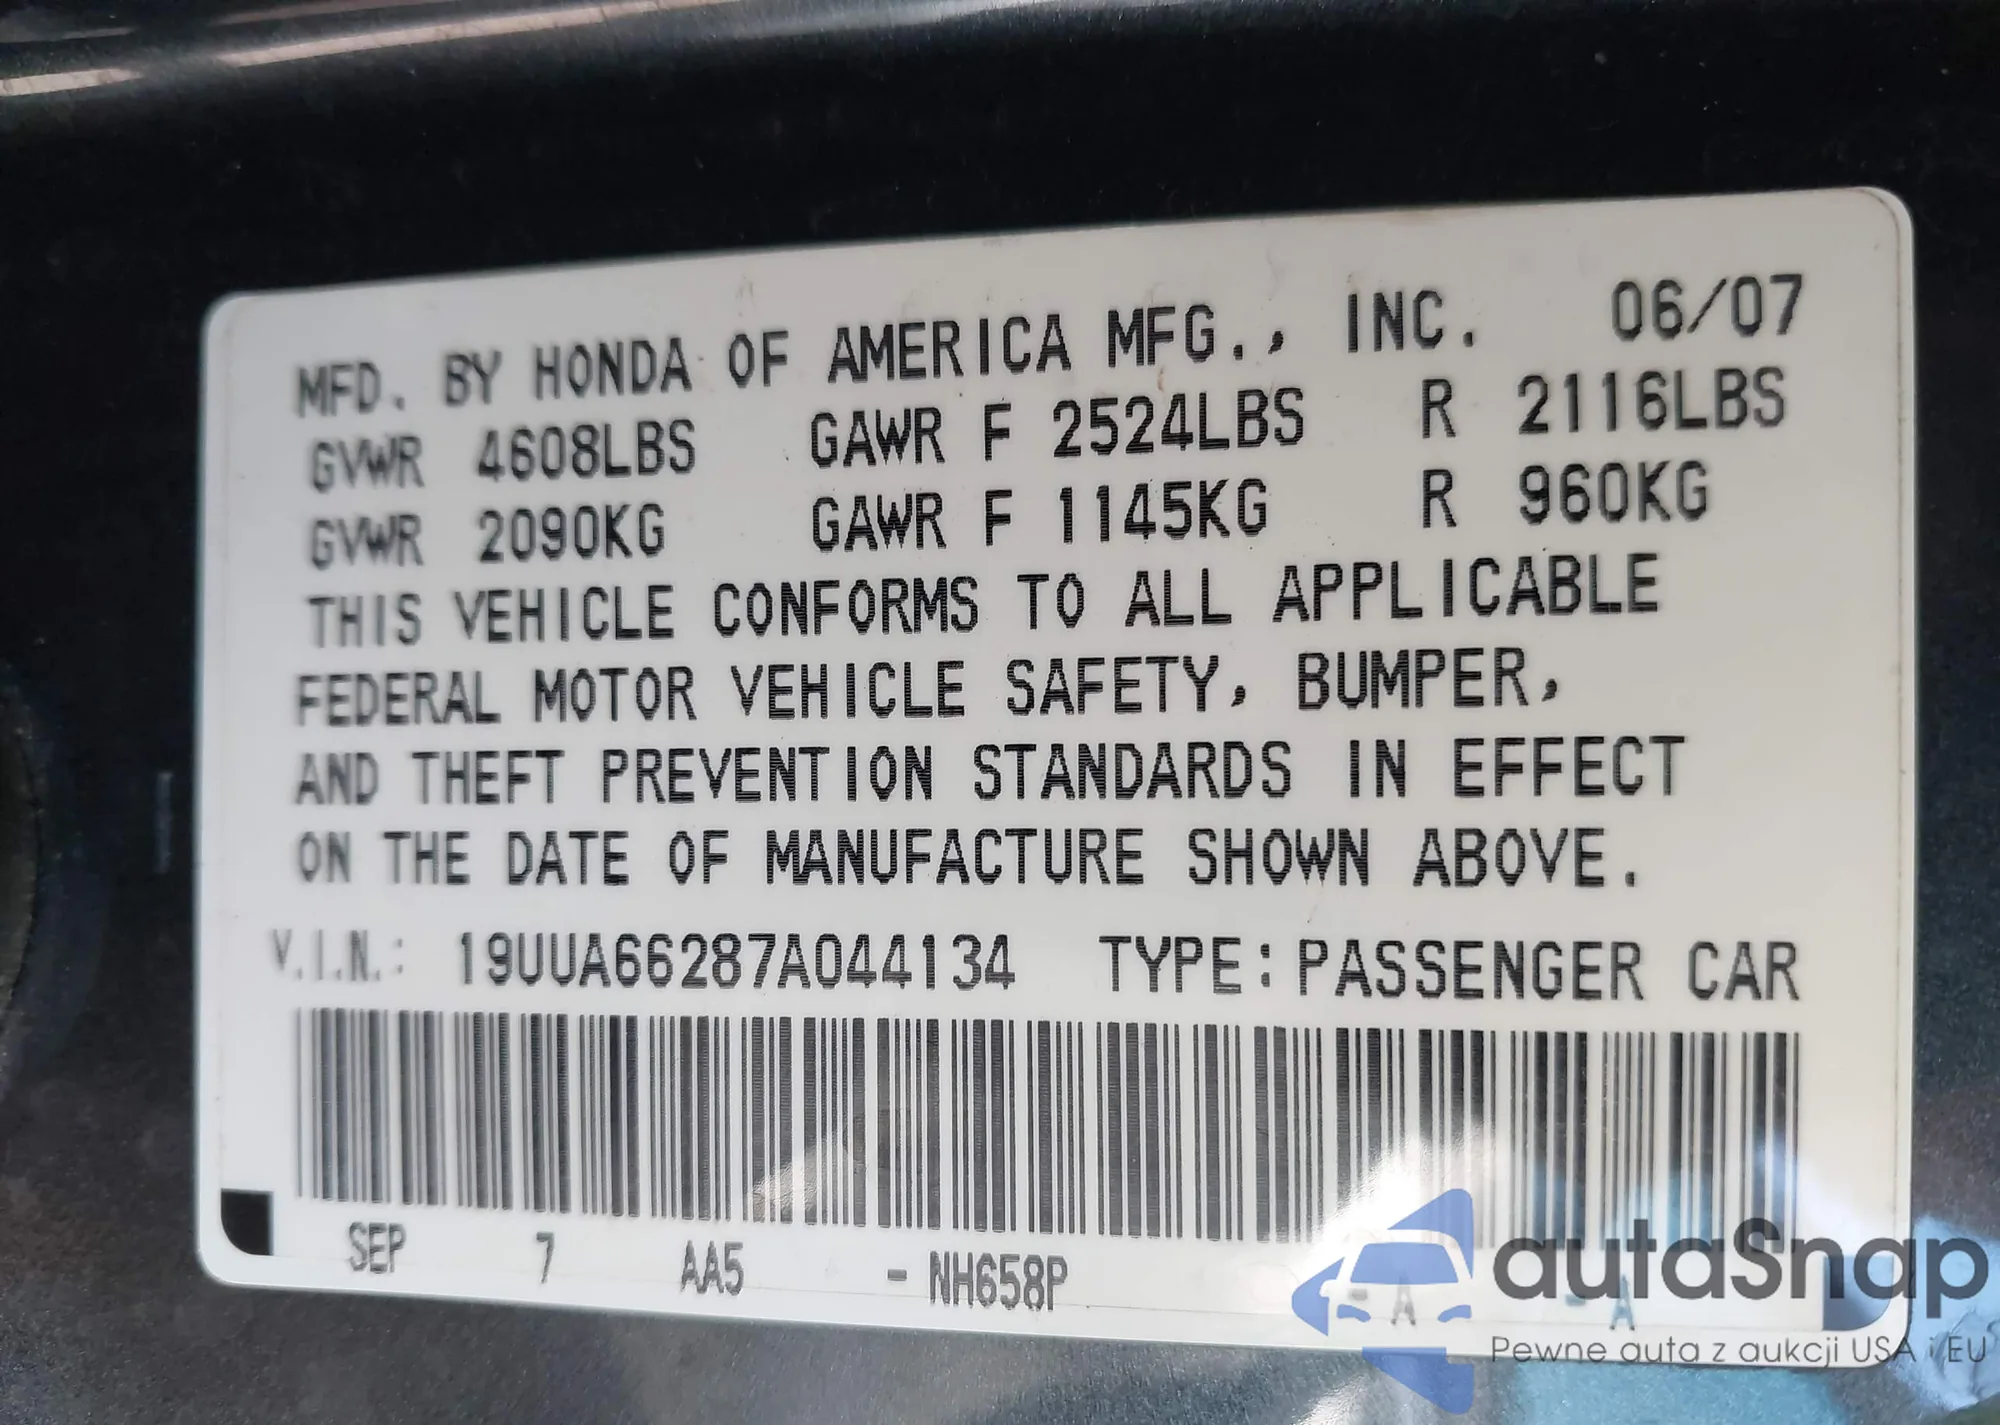 MFD. BY HONDA OF AMERICA MFG., INC. 06/07
GVWR 4608LBS GAWR F 2524LBS R 2116LBS
GVWR 2090KG GAWR F 1145KG R 960KG
THIS VEHICLE CONFORMS TO ALL APPLICABLE
FEDERAL MOTOR VEHICLE SAFETY, BUMPER,
AND THEFT PREVENTION STANDARDS IN EFFECT
ON THE DATE OF MANUFACTURE SHOWN ABOVE.
V.I.N.: 19UUA66287A044134 TYPE: PASSENGER CAR
SEP 7 AA5 - NH658P - A - A
autaSnap
Pewne auta z aukcji USA i EU